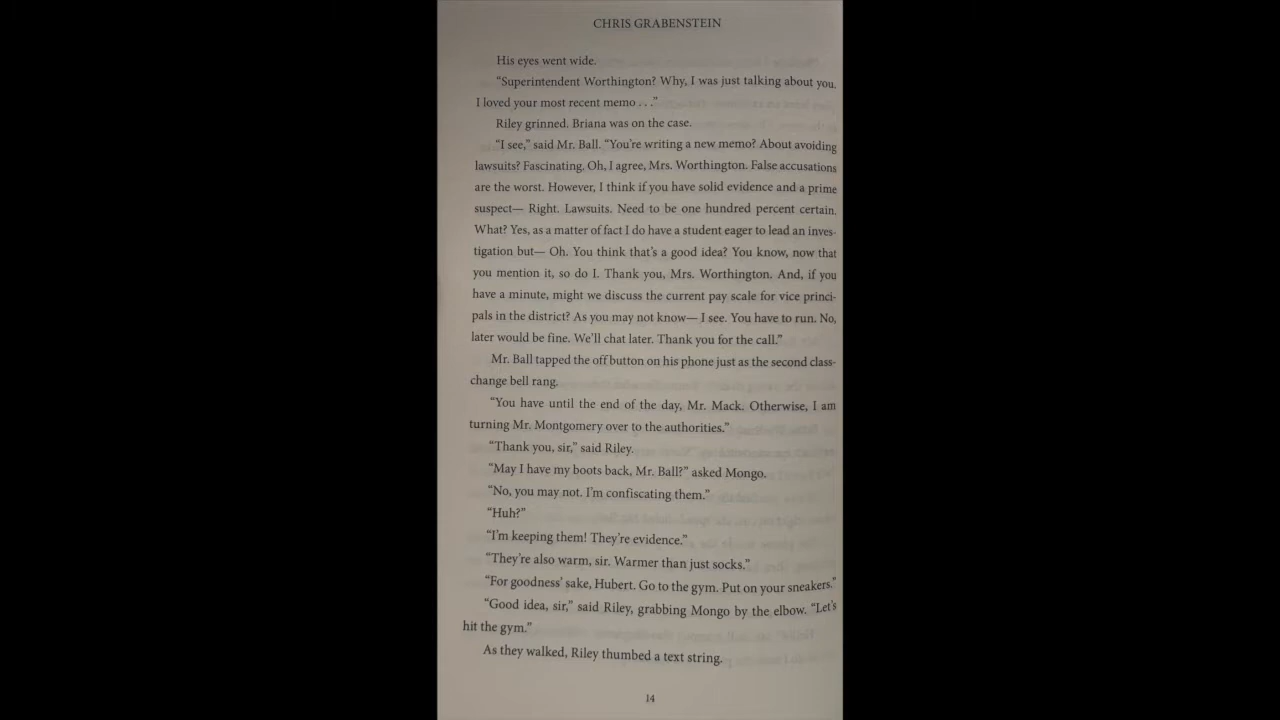 CHRIS GRABENSTEIN
His eyes went wide.
“Superintendent Worthington? Why, I was just talking about you.
I loved your most recent memo . . .”
Riley grinned. Briana was on the case.
“I see,” said Mr. Ball. “You’re writing a new memo? About avoiding
lawsuits? Fascinating. Oh, I agree, Mrs. Worthington. False accusations
are the worst. However, I think if you have solid evidence and a prime
suspect— Right. Lawsuits. Need to be one hundred percent certain.
What? Yes, as a matter of fact I do have a student eager to lead an inves-
tigation but— Oh. You think that’s a good idea? You know, now that
you mention it, so do I. Thank you, Mrs. Worthington. And, if you
have a minute, might we discuss the current pay scale for vice princi-
pals in the district? As you may not know— I see. You have to run. No,
later would be fine. We’ll chat later. Thank you for the call.”
Mr. Ball tapped the off button on his phone just as the second class-
change bell rang.
“You have until the end of the day, Mr. Mack. Otherwise, I am
turning Mr. Montgomery over to the authorities.”
“Thank you, sir,” said Riley.
“May I have my boots back, Mr. Ball?” asked Mongo.
“No, you may not. I’m confiscating them.”
“Huh?”
“I’m keeping them! They’re evidence.”
“They’re also warm, sir. Warmer than just socks.”
“For goodness’ sake, Hubert. Go to the gym. Put on your sneakers.”
“Good idea, sir,” said Riley, grabbing Mongo by the elbow. “Let’s
hit the gym.”
As they walked, Riley thumbed a text string.
14